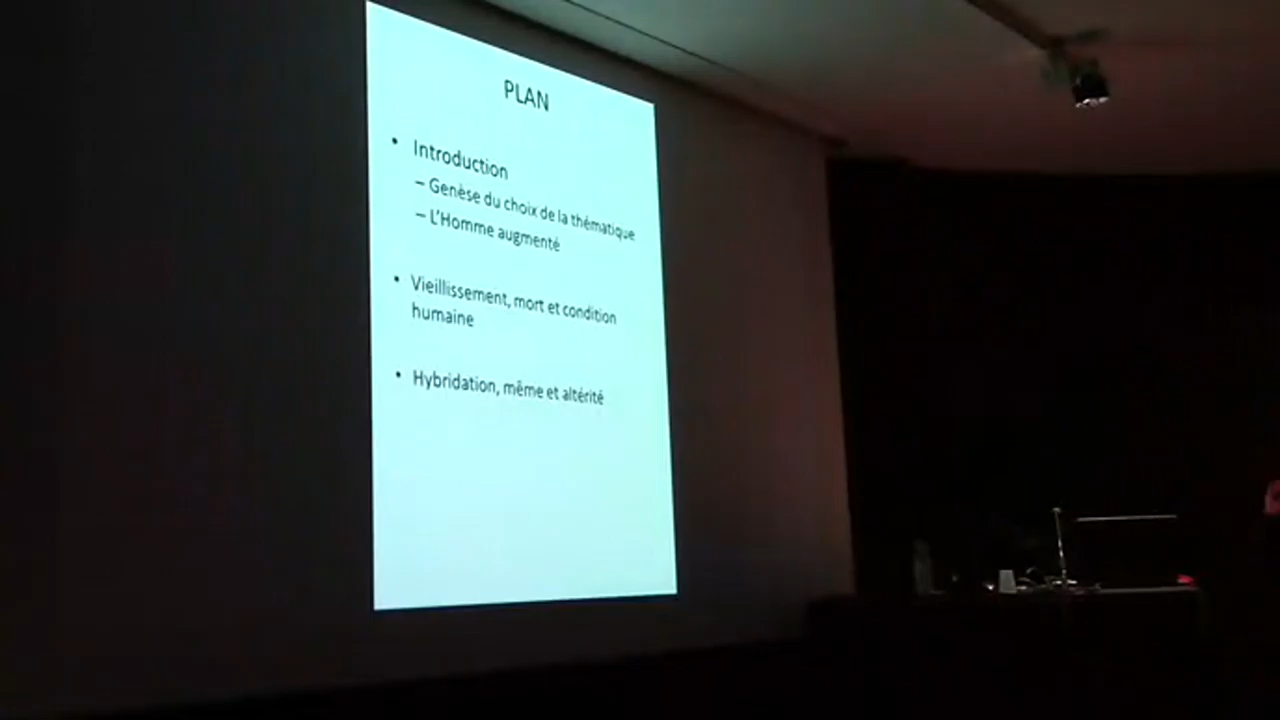 PLAN
• Introduction
– Genèse du choix de la thématique
– L'Homme augmenté
• Vieillissement, mort et condition
humaine
• Hybridation, même et altérité